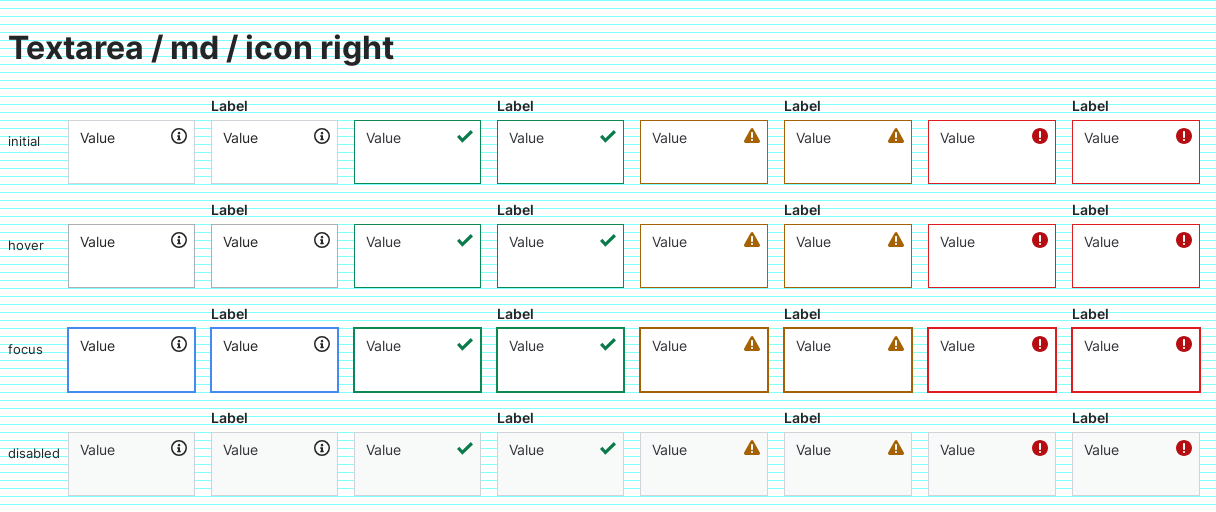 Textarea / md / icon right
Label Label Label Label
initial Value Value Value Value Value Value Value Value
Label Label Label Label
hover Value Value Value Value Value Value Value Value
Label Label Label Label
focus Value Value Value Value Value Value Value Value
Label Label Label Label
disabled Value Value Value Value Value Value Value Value